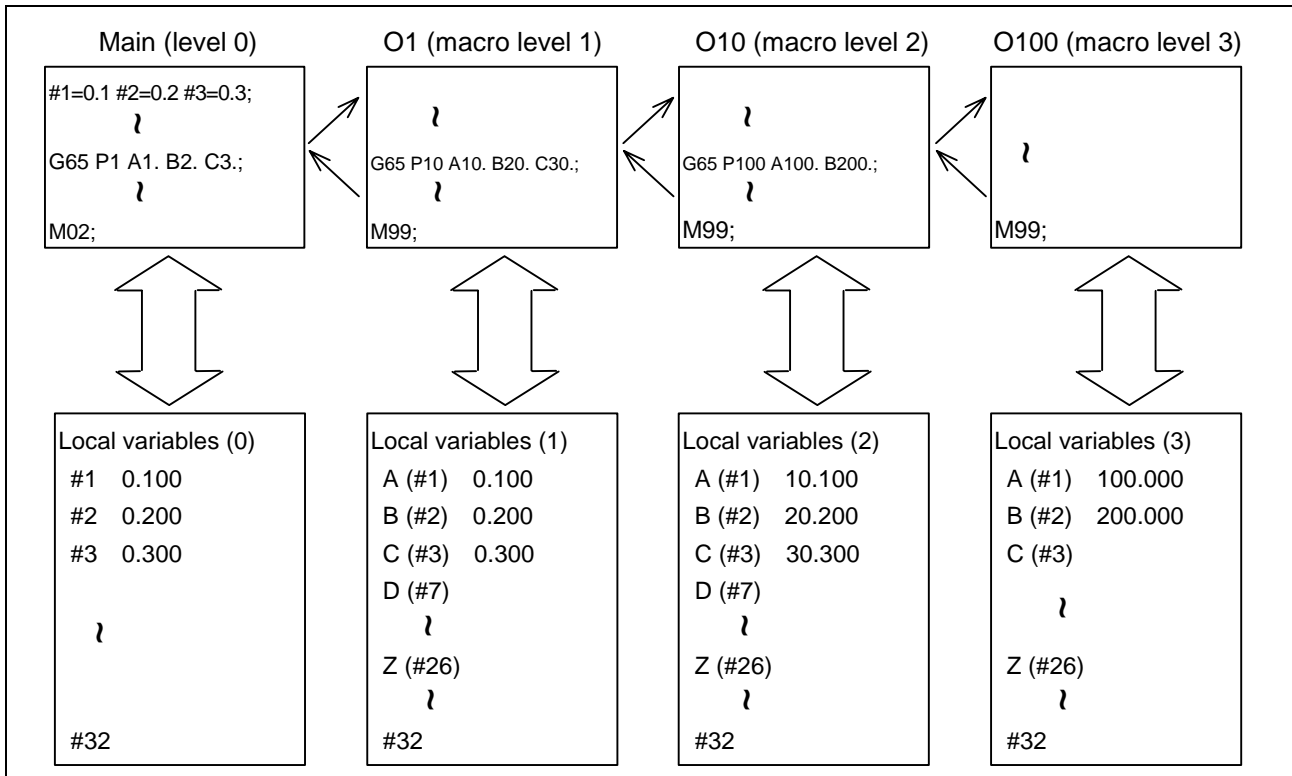 Main (level 0)
#1=0.1 #2=0.2 #3=0.3;
~
G65 P1 A1. B2. C3.;
~
M02;
O1 (macro level 1)
~
G65 P10 A10. B20. C30.;
~
M99;
O10 (macro level 2)
~
G65 P100 A100. B200.;
~
M99;
O100 (macro level 3)
~
M99;
Local variables (0)
#1 0.100
#2 0.200
#3 0.300
~
#32
Local variables (1)
A (#1) 0.100
B (#2) 0.200
C (#3) 0.300
D (#7)
~
Z (#26)
~
#32
Local variables (2)
A (#1) 10.100
B (#2) 20.200
C (#3) 30.300
D (#7)
~
Z (#26)
~
#32
Local variables (3)
A (#1) 100.000
B (#2) 200.000
C (#3)
~
Z (#26)
~
#32